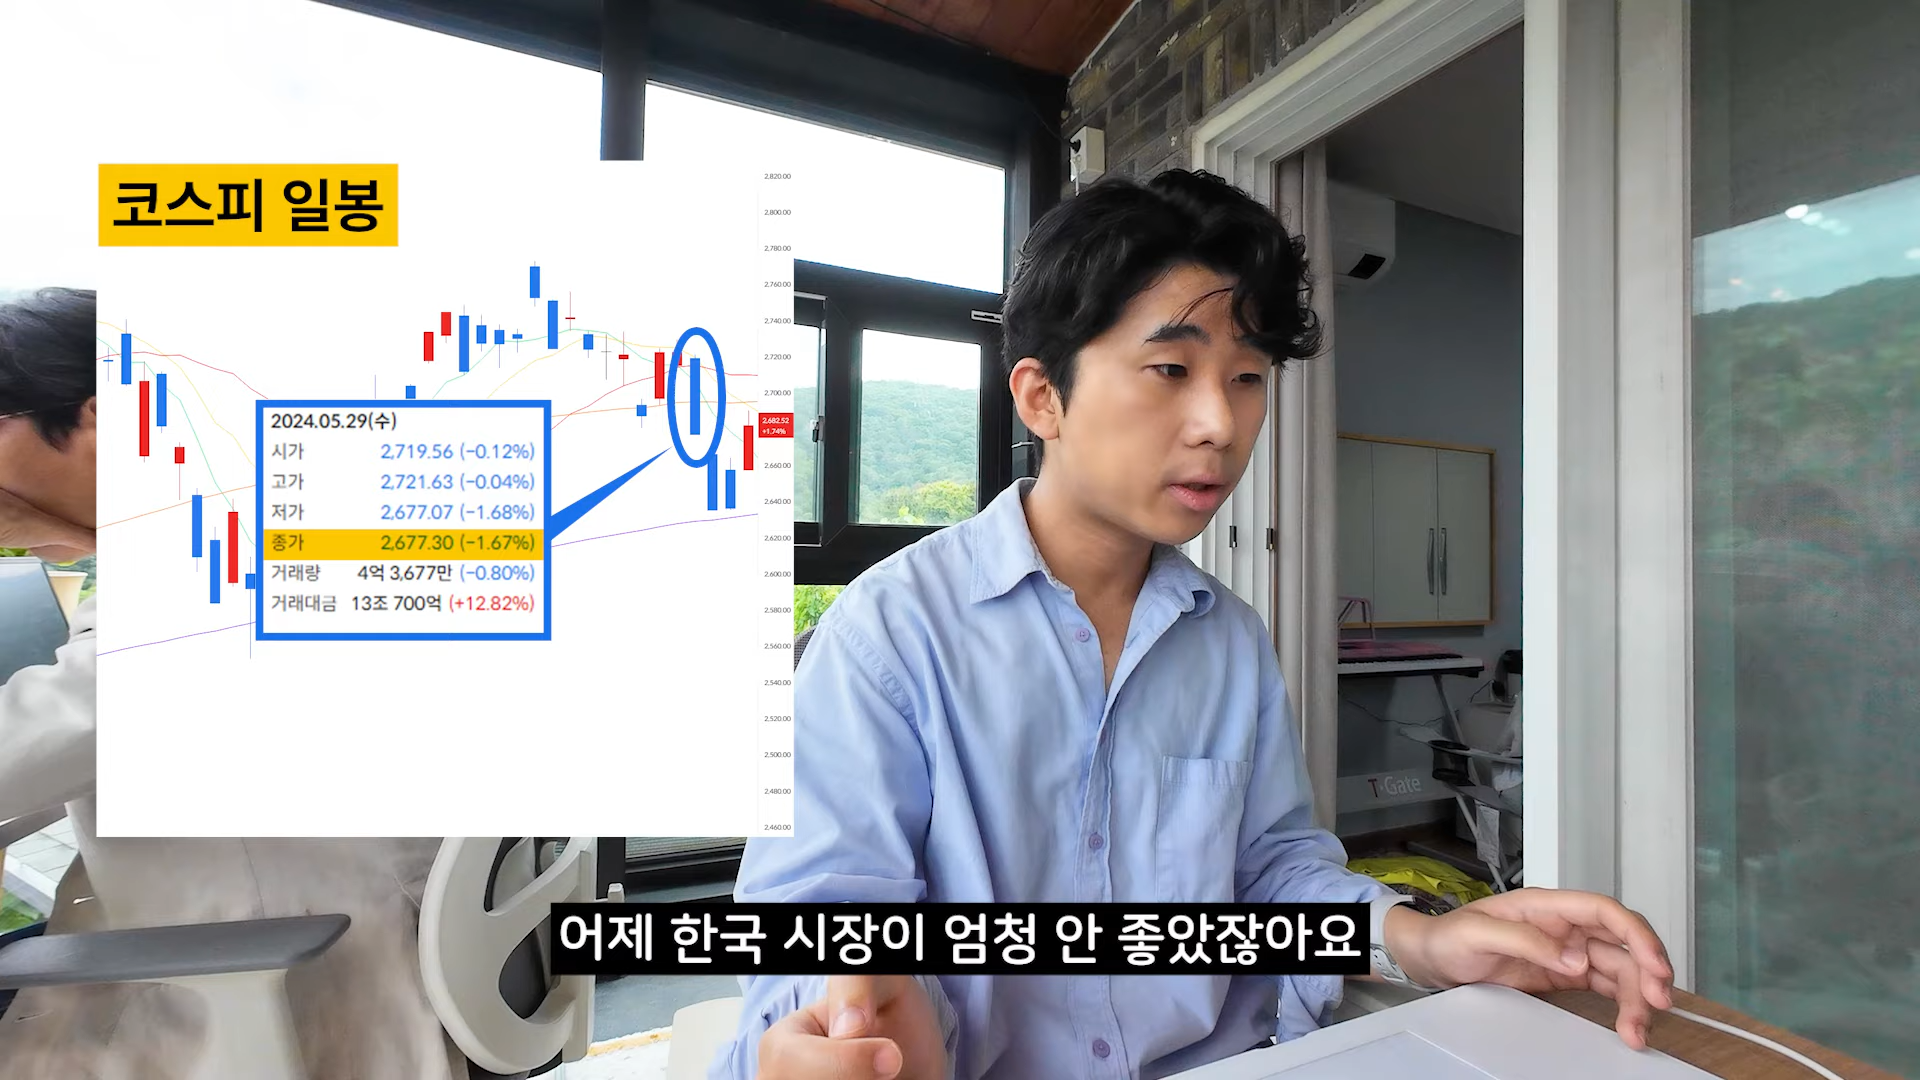 코스피 일봉
2,820.00
2,800.00
2,780.00
2,760.00
2,740.00
2,720.00
2,700.00
2,682.52
+1.74%
2,660.00
2,640.00
2,620.00
2,600.00
2,580.00
2,560.00
2,540.00
2,520.00
2,500.00
2,480.00
2,460.00
2024.05.29(수)
시가 2,719.56 (−0.12%)
고가 2,721.63 (−0.04%)
저가 2,677.07 (−1.68%)
종가 2,677.30 (−1.67%)
거래량 4억 3,677만 (−0.80%)
거래대금 13조 700억 (+12.82%)
T·Gate
어제 한국 시장이 엄청 안 좋았잖아요